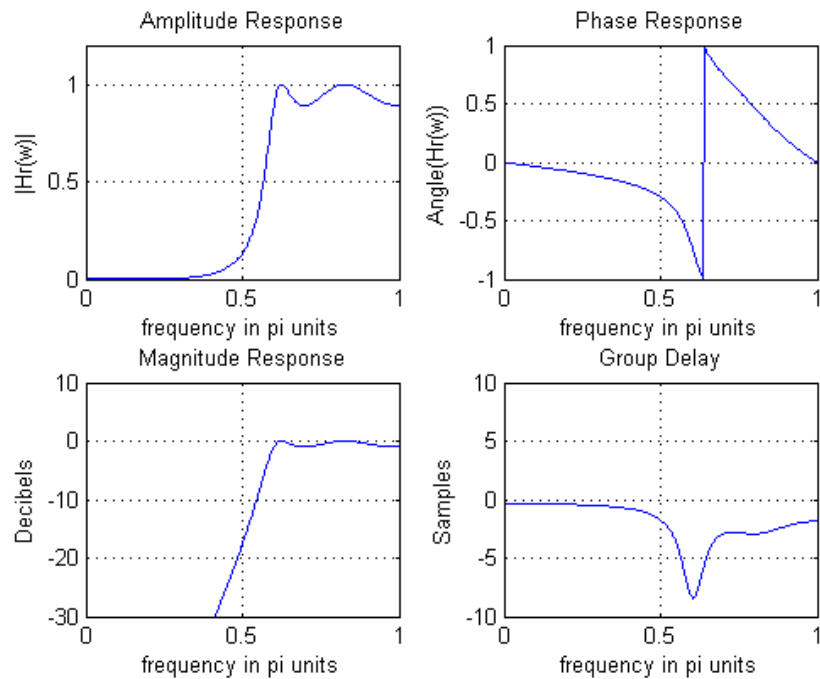 Amplitude Response
|Hr(w)|
1
0.5
0
0
0.5
1
frequency in pi units
Phase Response
Angle(Hr(w))
1
0.5
0
-0.5
-1
0
0.5
1
frequency in pi units
Magnitude Response
Decibels
10
0
-10
-20
-30
0
0.5
1
frequency in pi units
Group Delay
Samples
10
5
0
-5
-10
0
0.5
1
frequency in pi units